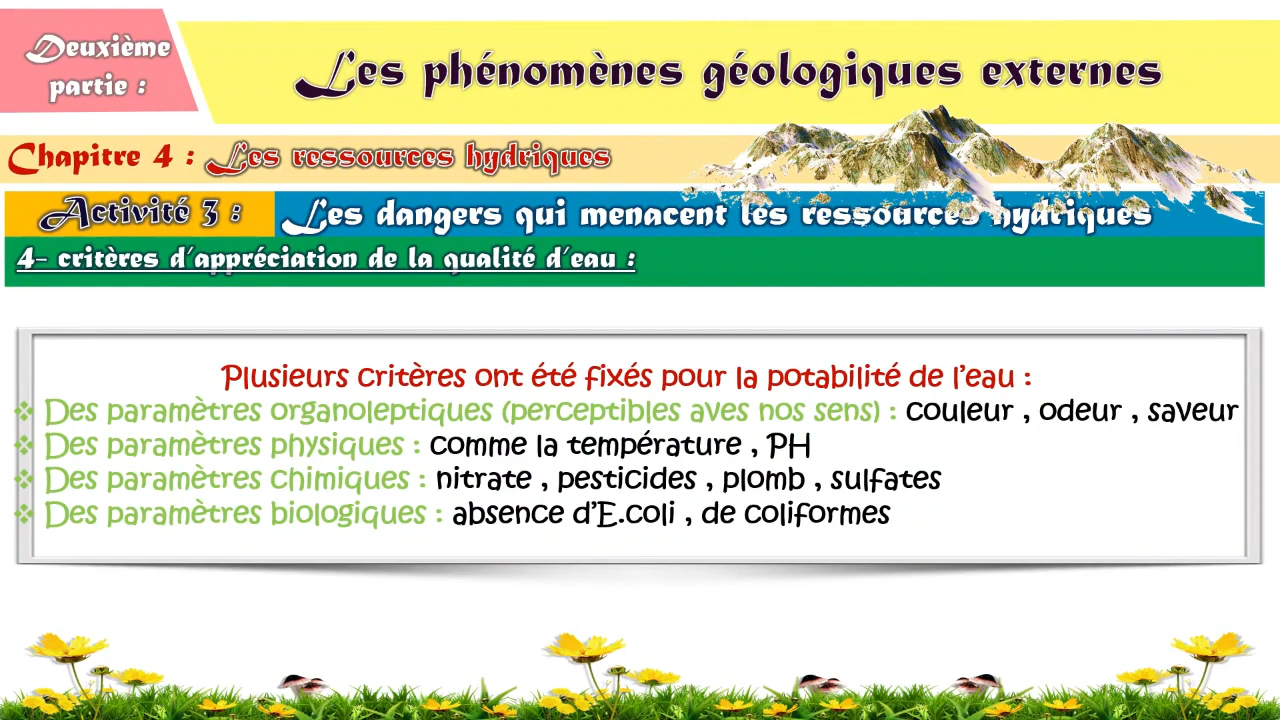 Deuxième
partie :
Les phénomènes géologiques externes
Chapitre 4 : Les ressources hydriques
Activité 3 : Les dangers qui menacent les ressources hydriques
4- critères d'appréciation de la qualité d'eau :
Plusieurs critères ont été fixés pour la potabilité de l'eau :
❖ Des paramètres organoleptiques (perceptibles aves nos sens) : couleur , odeur , saveur
❖ Des paramètres physiques : comme la température , PH
❖ Des paramètres chimiques : nitrate , pesticides , plomb , sulfates
❖ Des paramètres biologiques : absence d'E.coli , de coliformes